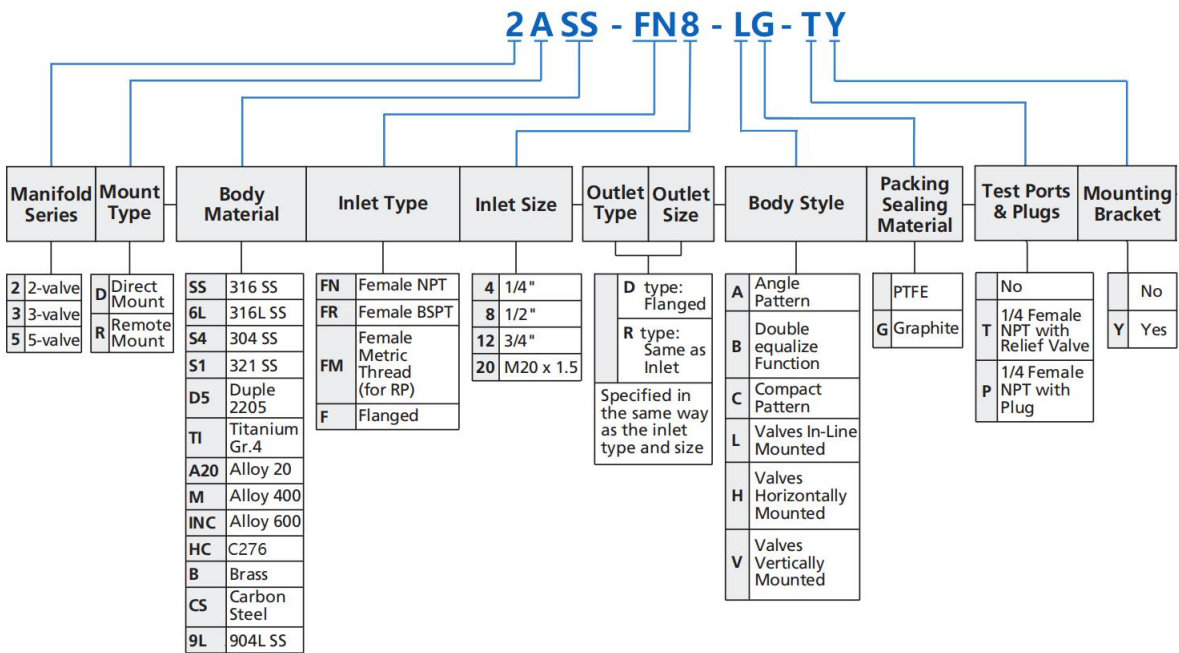 2ASS - FN8 - LG - TY
Manifold
Series
Mount
Type
Body
Material
Inlet Type
Inlet Size
Outlet
Type
Outlet
Size
Body Style
Packing
Sealing
Material
Test Ports
& Plugs
Mounting
Bracket
2 2-valve
3 3-valve
5 5-valve
D Direct
Mount
R Remote
Mount
SS 316 SS
6L 316L SS
S4 304 SS
S1 321 SS
D5 Duple
2205
TI Titanium
Gr.4
A20 Alloy 20
M Alloy 400
INC Alloy 600
HC C276
B Brass
CS Carbon
Steel
9L 904L SS
FN Female NPT
FR Female BSPT
FM Female
Metric
Thread
(for RP)
F Flanged
4 1/4"
8 1/2"
12 3/4"
20 M20 x 1.5
D type:
Flanged
R type:
Same as
Inlet
Specified in
the same way
as the inlet
type and size
A Angle
Pattern
B Double
equalize
Function
C Compact
Pattern
L Valves In-Line
Mounted
H Valves
Horizontally
Mounted
V Valves
Vertically
Mounted
PTFE
G Graphite
No
T 1/4 Female
NPT with
Relief Valve
P 1/4 Female
NPT with
Plug
No
Y Yes